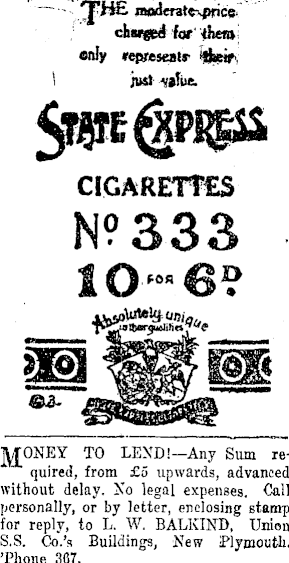 THE moderate price
charged for them
only represents their
just value.
STATE EXPRESS
CIGARETTES
No. 333
10 FOR 6D.
Absolutely unique
in their qualities
MONEY TO LEND!—Any Sum re-
quired, from £5 upwards, advanced
without delay. No legal expenses. Call
personally, or by letter, enclosing stamp
for reply, to L. W. BALKIND, Union
S.S. Co.'s Buildings, New Plymouth.
'Phone 367.